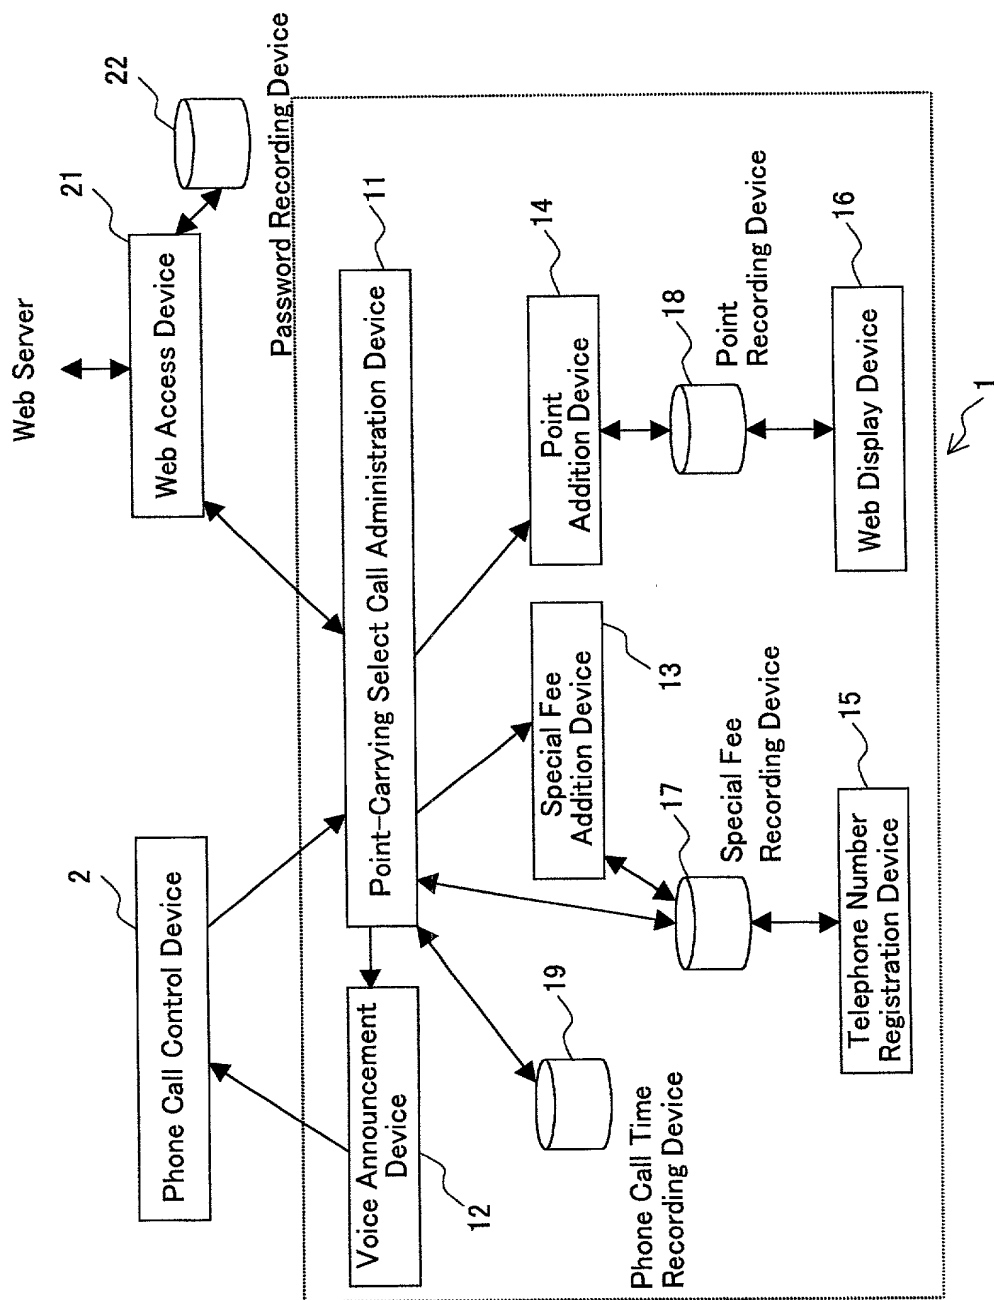 Web Server
2
Phone Call Control Device
21
Web Access Device
22
Password Recording Device
11
Point-Carrying Select Call Administration Device
Voice Announcement
Device
12
19
Phone Call Time
Recording Device
Special Fee
Addition Device
13
14
Point
Addition Device
17
Special Fee
Recording Device
18
Point
Recording Device
15
Telephone Number
Registration Device
16
Web Display Device
1